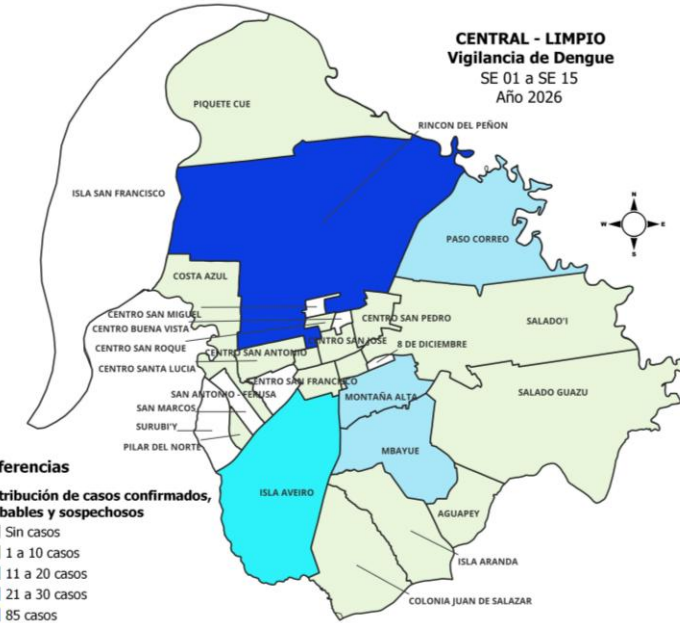 CENTRAL - LIMPIO
Vigilancia de Dengue
SE 01 a SE 15
Año 2026
PIQUETE CUE
RINCON DEL PEÑON
ISLA SAN FRANCISCO
N
W E
S
PASO CORREO
COSTA AZUL
CENTRO SAN MIGUEL
CENTRO SAN PEDRO
SALADO'I
CENTRO BUENA VISTA
CENTRO SAN JOSE
8 DE DICIEMBRE
CENTRO SAN ROQUE
CENTRO SAN ANTONIO
CENTRO SANTA LUCIA
CENTRO SAN FRANCISCO
SAN ANTONIO - FERUSA
MONTAÑA ALTA
SALADO GUAZU
SAN MARCOS
SURUBI'Y
PILAR DEL NORTE
MBAYUE
ferencias
ISLA AVEIRO
tribución de casos confirmados,
bables y sospechosos
AGUAPEY
Sin casos
1 a 10 casos
11 a 20 casos
ISLA ARANDA
21 a 30 casos
COLONIA JUAN DE SALAZAR
85 casos